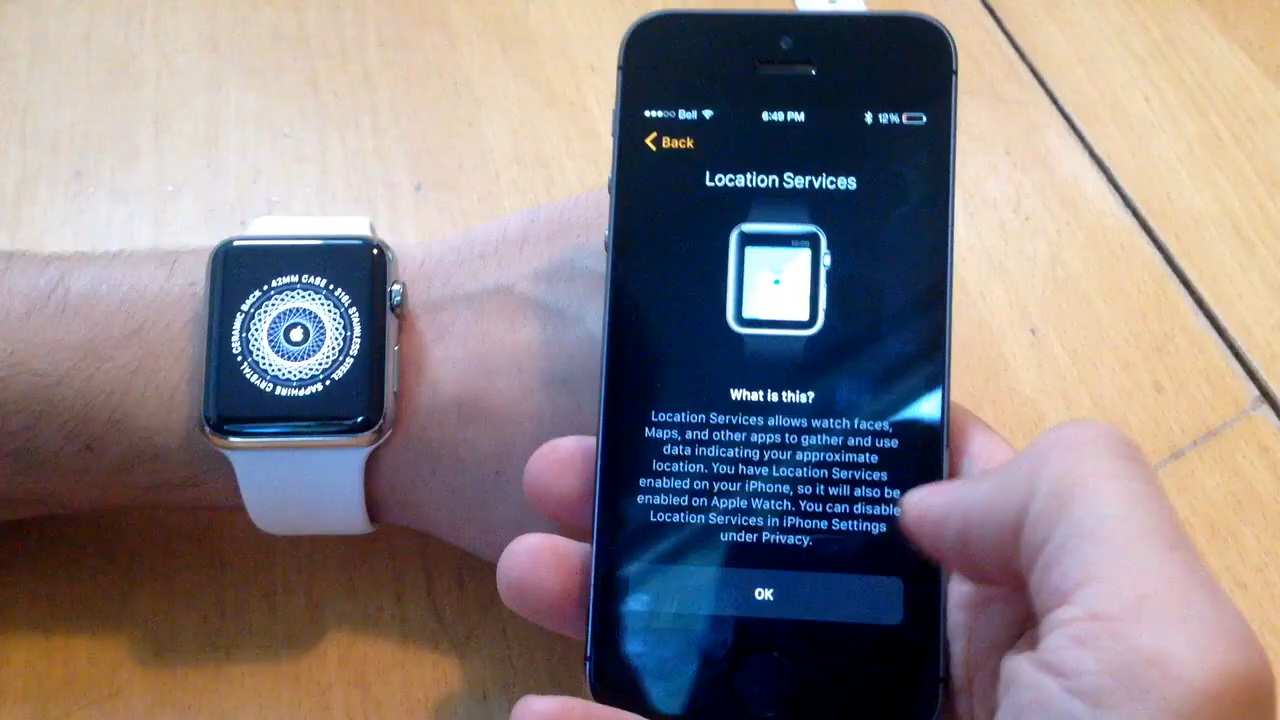 CERAMIC BACK • 42MM CASE • 316L STAINLESS STEEL • SAPPHIRE CRYSTAL •
Bell 6:49 PM 12%
Back
Location Services
10:09
What is this?
Location Services allows watch faces,
Maps, and other apps to gather and use
data indicating your approximate
location. You have Location Services
enabled on your iPhone, so it will also be
enabled on Apple Watch. You can disable
Location Services in iPhone Settings
under Privacy.
OK